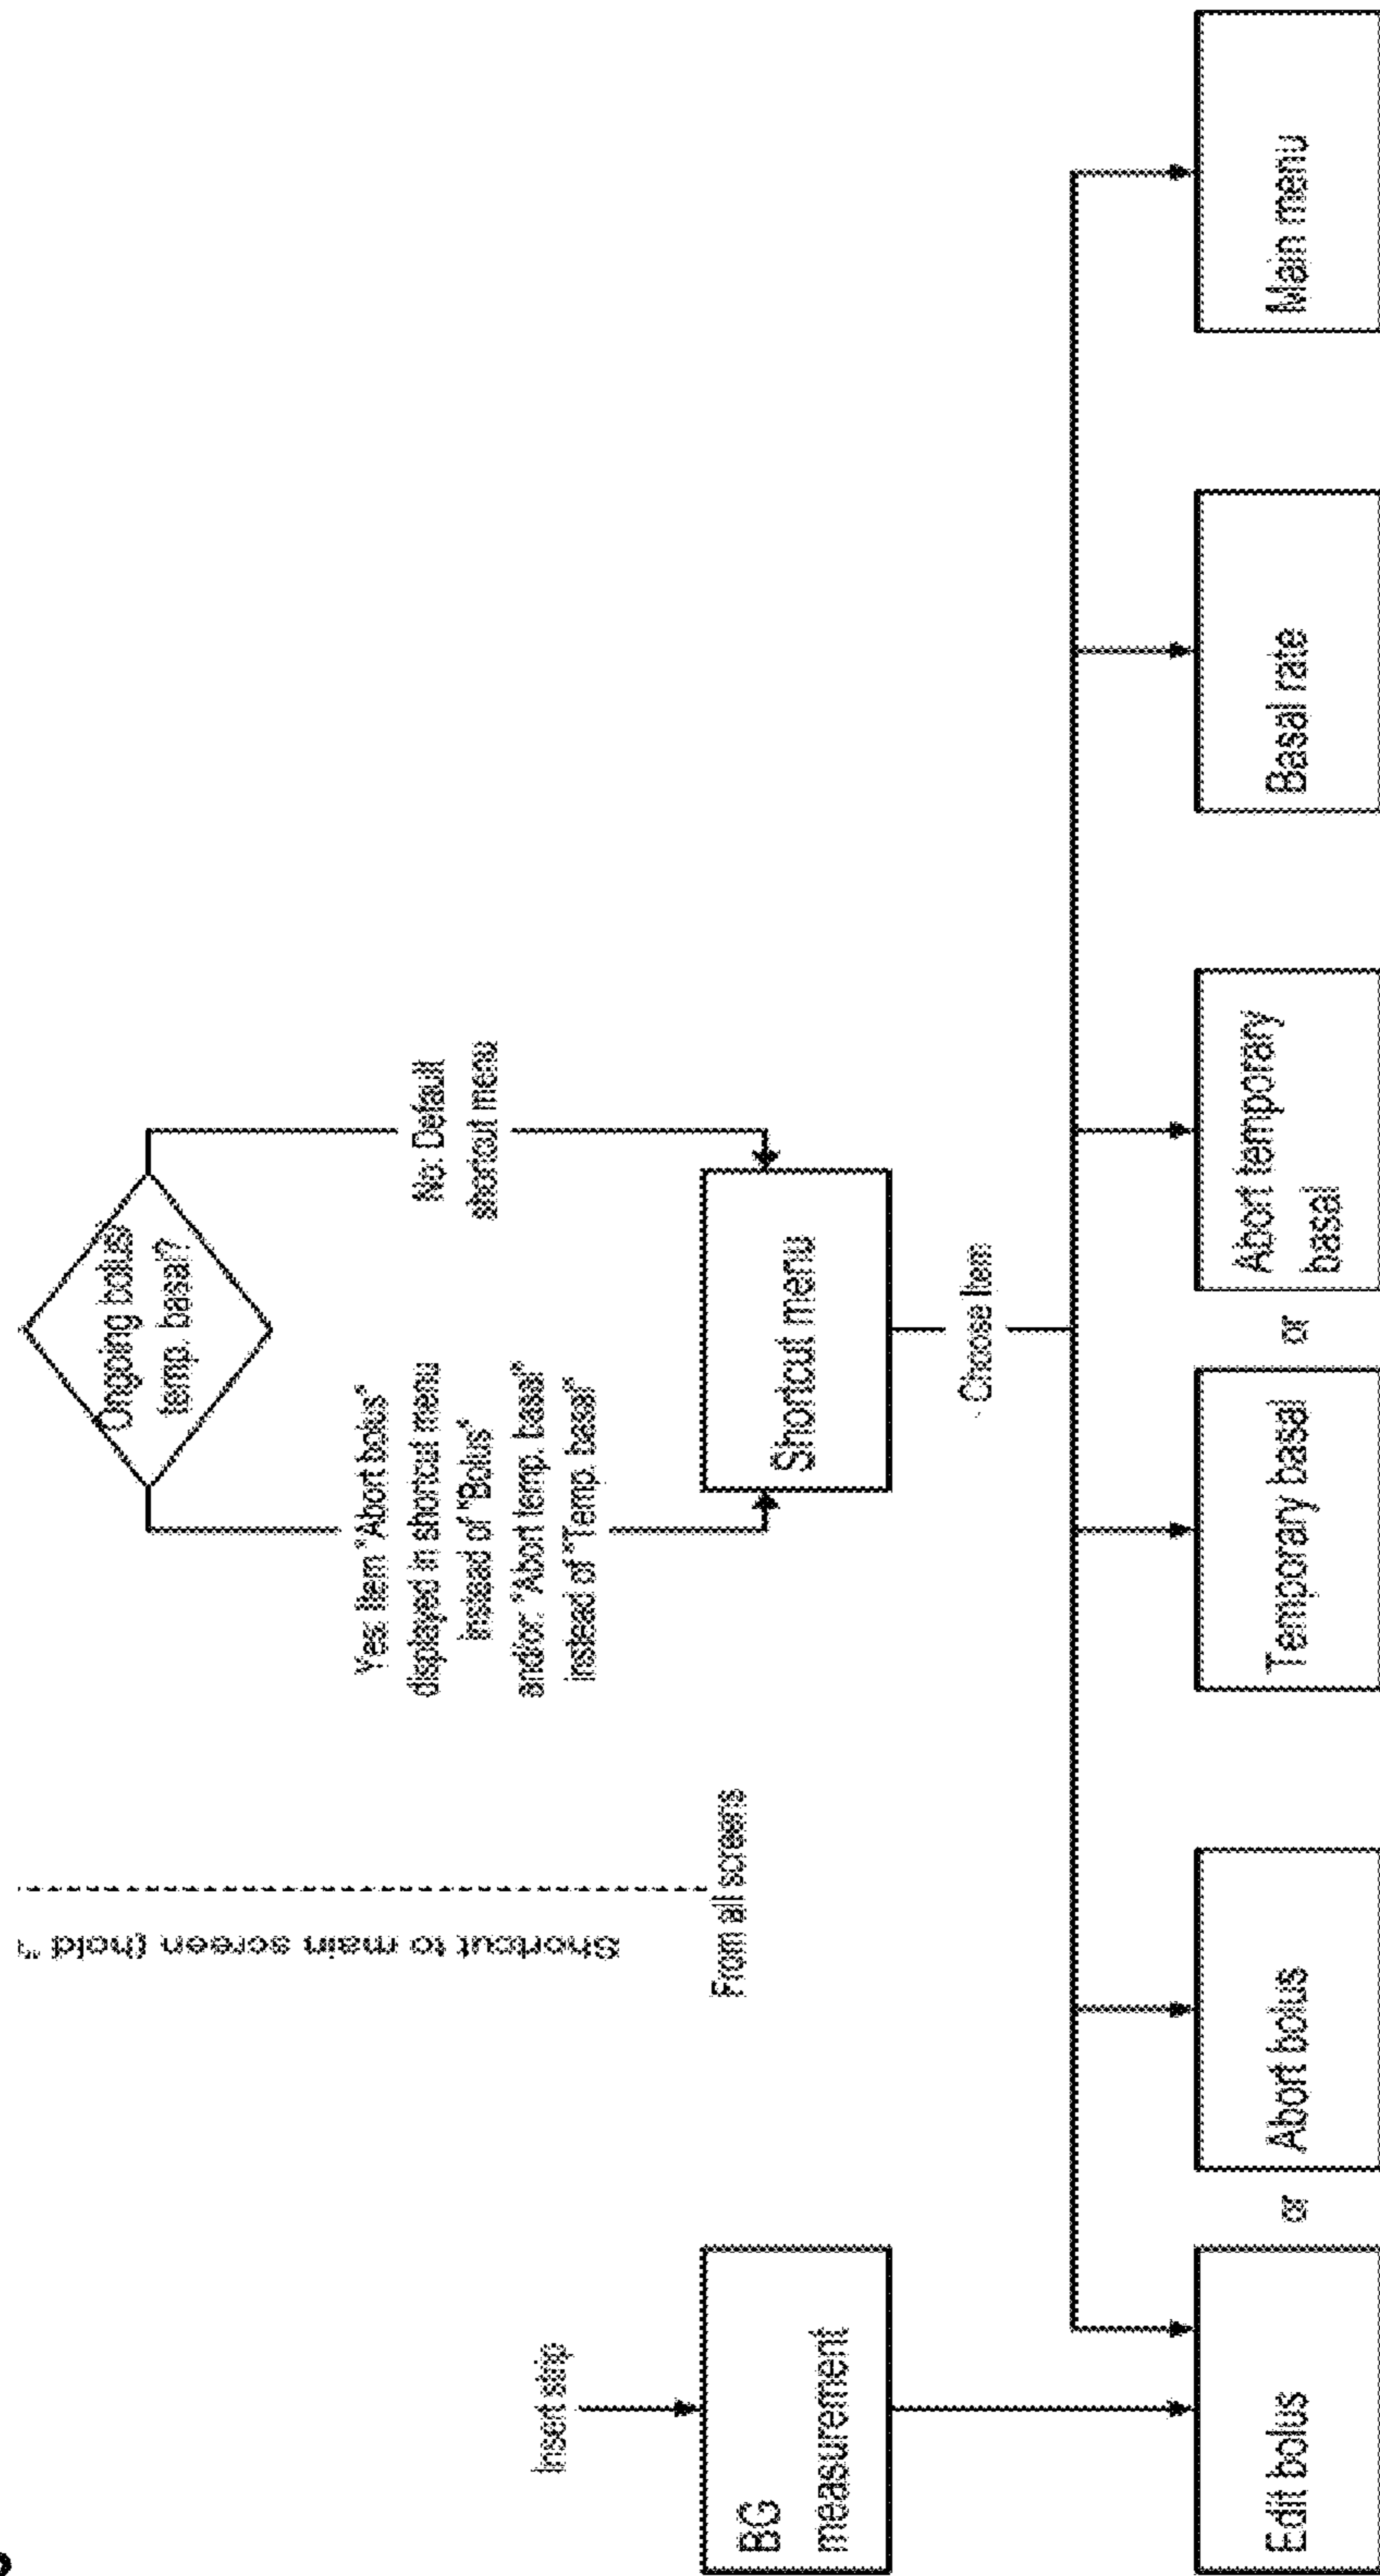 Ongoing bolus/
temp. basal?
Yes: Item "Abort bolus"
displayed in shortcut menu
instead of "Bolus"
and/or: "Abort temp. basal"
instead of "Temp. basal"
No: Default
shortcut menu
Shortcut to main screen (hold
From all screens
Insert strip
BG
measurement
Shortcut menu
- Choose Item
Edit bolus
or
Abort bolus
Temporary basal
or
Abort temporary
basal
Basal rate
Main menu